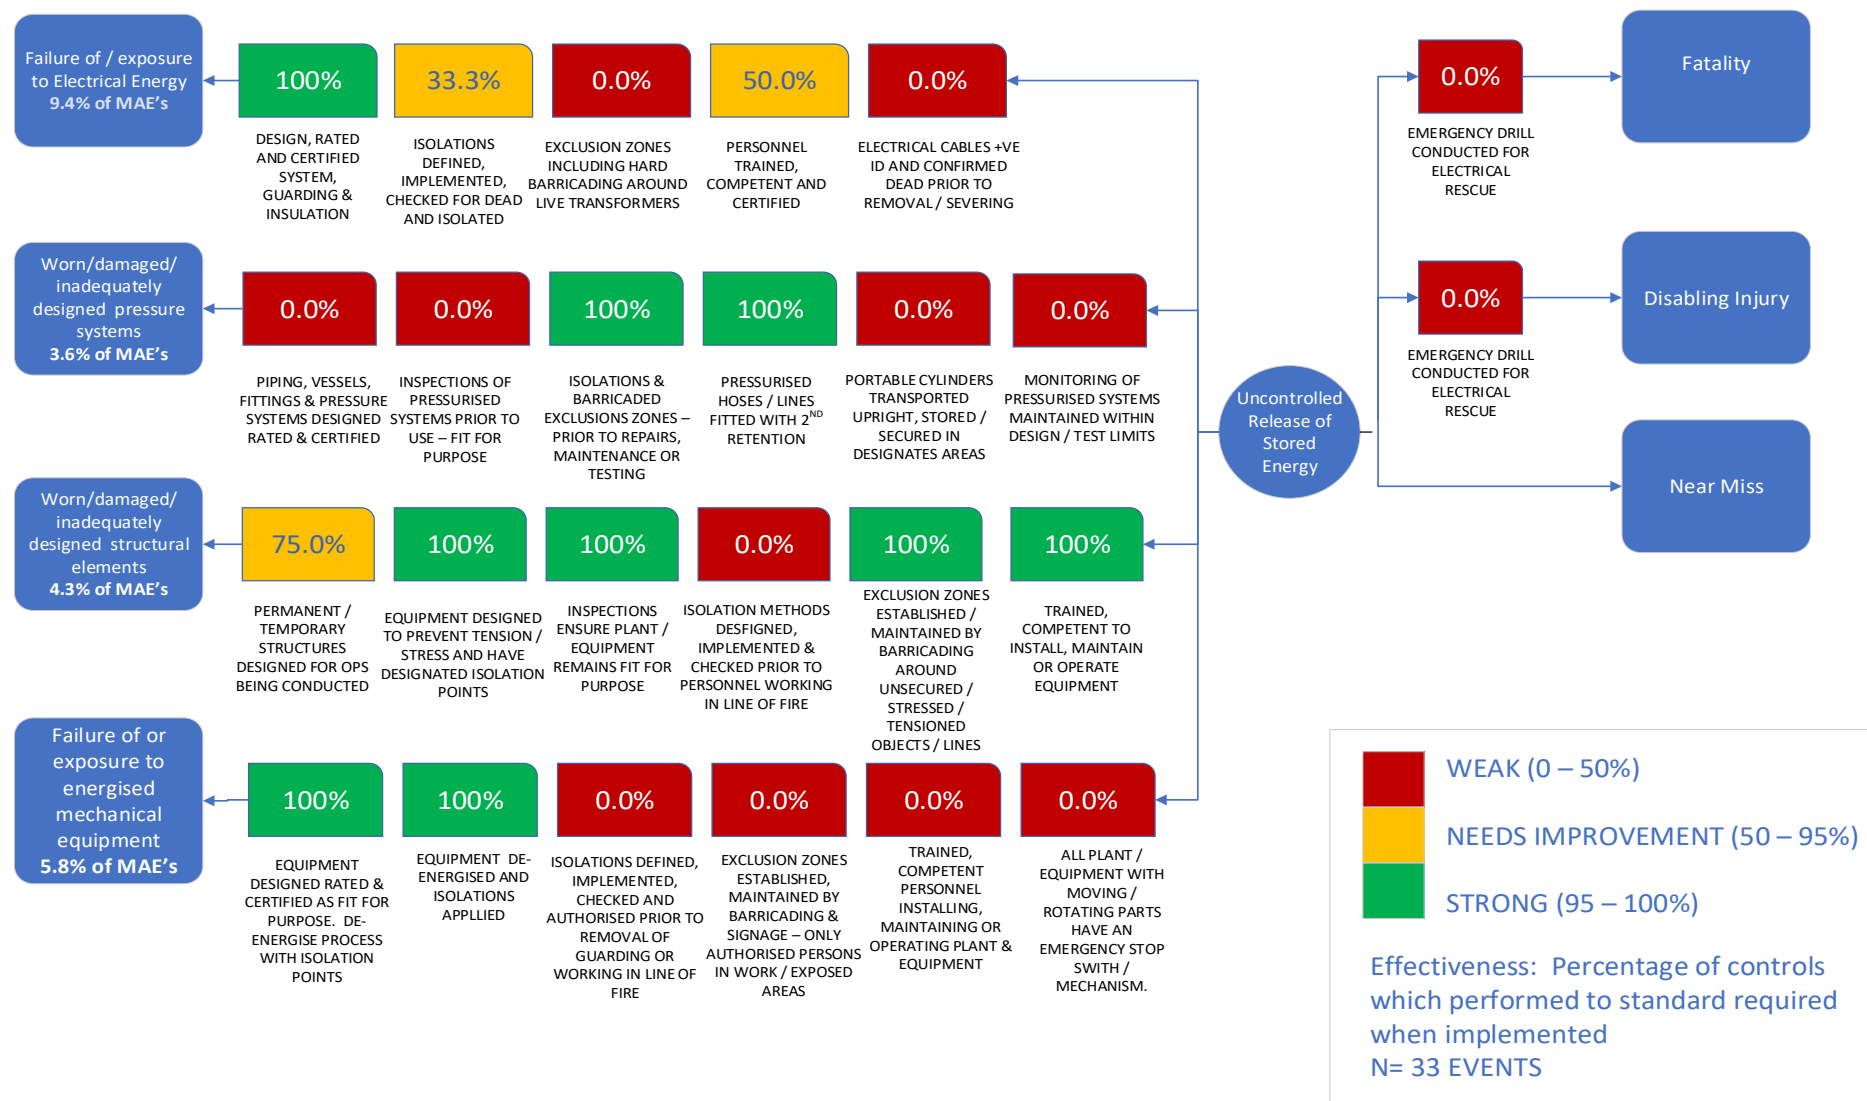 Failure of / exposure
to Electrical Energy
9.4% of MAE's
100%
33.3%
0.0%
50.0%
0.0%
DESIGN, RATED
AND CERTIFIED
SYSTEM,
GUARDING &
INSULATION
ISOLATIONS
DEFINED,
IMPLEMENTED,
CHECKED FOR DEAD
AND ISOLATED
EXCLUSION ZONES
INCLUDING HARD
BARRICADING AROUND
LIVE TRANSFORMERS
PERSONNEL
TRAINED,
COMPETENT AND
CERTIFIED
ELECTRICAL CABLES +VE
ID AND CONFIRMED
DEAD PRIOR TO
REMOVAL / SEVERING
0.0%
EMERGENCY DRILL
CONDUCTED FOR
ELECTRICAL
RESCUE
Fatality
Worn/damaged/
inadequately
designed pressure
systems
3.6% of MAE's
0.0%
0.0%
100%
100%
0.0%
0.0%
PIPING, VESSELS,
FITTINGS & PRESSURE
SYSTEMS DESIGNED
RATED & CERTIFIED
INSPECTIONS OF
PRESSURISED
SYSTEMS PRIOR TO
USE – FIT FOR
PURPOSE
ISOLATIONS &
BARRICADED
EXCLUSIONS ZONES –
PRIOR TO REPAIRS,
MAINTENANCE OR
TESTING
PRESSURISED
HOSES / LINES
FITTED WITH 2ND
RETENTION
PORTABLE CYLINDERS
TRANSPORTED
UPRIGHT, STORED /
SECURED IN
DESIGNATES AREAS
MONITORING OF
PRESSURISED SYSTEMS
MAINTAINED WITHIN
DESIGN / TEST LIMITS
0.0%
EMERGENCY DRILL
CONDUCTED FOR
ELECTRICAL
RESCUE
Disabling Injury
Uncontrolled
Release of
Stored
Energy
Near Miss
Worn/damaged/
inadequately
designed structural
elements
4.3% of MAE's
75.0%
100%
100%
0.0%
100%
100%
PERMANENT /
TEMPORARY
STRUCTURES
DESIGNED FOR OPS
BEING CONDUCTED
EQUIPMENT DESIGNED
TO PREVENT TENSION /
STRESS AND HAVE
DESIGNATED ISOLATION
POINTS
INSPECTIONS
ENSURE PLANT /
EQUIPMENT
REMAINS FIT FOR
PURPOSE
ISOLATION METHODS
DESFIGNED,
IMPLEMENTED &
CHECKED PRIOR TO
PERSONNEL WORKING
IN LINE OF FIRE
EXCLUSION ZONES
ESTABLISHED /
MAINTAINED BY
BARRICADING
AROUND
UNSECURED /
STRESSED /
TENSIONED
OBJECTS / LINES
TRAINED,
COMPETENT TO
INSTALL, MAINTAIN
OR OPERATE
EQUIPMENT
Failure of or
exposure to
energised
mechanical
equipment
5.8% of MAE's
100%
100%
0.0%
0.0%
0.0%
0.0%
EQUIPMENT
DESIGNED RATED &
CERTIFIED AS FIT FOR
PURPOSE. DE-
ENERGISE PROCESS
WITH ISOLATION
POINTS
EQUIPMENT DE-
ENERGISED AND
ISOLATIONS
APPLLIED
ISOLATIONS DEFINED,
IMPLEMENTED,
CHECKED AND
AUTHORISED PRIOR TO
REMOVAL OF
GUARDING OR
WORKING IN LINE OF
FIRE
EXCLUSION ZONES
ESTABLISHED,
MAINTAINED BY
BARRICADING &
SIGNAGE – ONLY
AUTHORISED PERSONS
IN WORK / EXPOSED
AREAS
TRAINED,
COMPETENT
PERSONNEL
INSTALLING,
MAINTAINING OR
OPERATING PLANT &
EQUIPMENT
ALL PLANT /
EQUIPMENT WITH
MOVING /
ROTATING PARTS
HAVE AN
EMERGENCY STOP
SWITH /
MECHANISM.
WEAK (0 – 50%)
NEEDS IMPROVEMENT (50 – 95%)
STRONG (95 – 100%)
Effectiveness: Percentage of controls
which performed to standard required
when implemented
N= 33 EVENTS